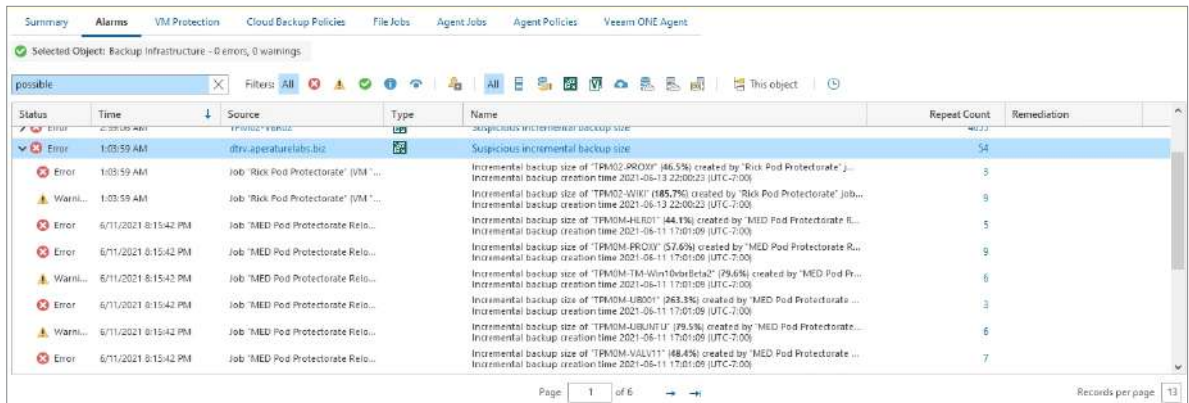 Summary Alarms VM Protection Cloud Backup Policies File Jobs Agent Jobs Agent Policies Veeam ONE Agent
Selected Object: Backup Infrastructure - 0 errors, 0 warnings
possible Filters: All All This object
Status Time Source Type Name Repeat Count Remediation
Error 2:59:06 AM Suspicious incremental backup size
Error 1:03:59 AM dtrv.aperaturelabs.biz Suspicious incremental backup size 54
Error 1:03:59 AM Job "Rick Pod Protectorate" (VM "... Incremental backup size of "TPM02-PROXY" (46.5%) created by "Rick Pod Protectorate" j... 3
Incremental backup creation time 2021-06-13 22:00:23 (UTC-7:00)
Warni... 1:03:59 AM Job "Rick Pod Protectorate" (VM "... Incremental backup size of "TPM02-WIKI" (185.7%) created by "Rick Pod Protectorate" job... 9
Incremental backup creation time 2021-06-13 22:00:23 (UTC-7:00)
Error 6/11/2021 8:15:42 PM Job "MED Pod Protectorate Relo... Incremental backup size of "TPM0M-HLR01" (44.1%) created by "MED Pod Protectorate R... 5
Incremental backup creation time 2021-06-11 17:01:09 (UTC-7:00)
Error 6/11/2021 8:15:42 PM Job "MED Pod Protectorate Relo... Incremental backup size of "TPM0M-PROXY" (57.6%) created by "MED Pod Protectorate R... 9
Incremental backup creation time 2021-06-11 17:01:09 (UTC-7:00)
Warni... 6/11/2021 8:15:42 PM Job "MED Pod Protectorate Relo... Incremental backup size of "TPM0M-TM-Win10vbrBeta2" (79.6%) created by "MED Pod Pr... 6
Incremental backup creation time 2021-06-11 17:01:09 (UTC-7:00)
Error 6/11/2021 8:15:42 PM Job "MED Pod Protectorate Relo... Incremental backup size of "TPM0M-UB001" (263.3%) created by "MED Pod Protectorate ... 3
Incremental backup creation time 2021-06-11 17:01:09 (UTC-7:00)
Warni... 6/11/2021 8:15:42 PM Job "MED Pod Protectorate Relo... Incremental backup size of "TPM0M-UBUNTU" (79.5%) created by "MED Pod Protectorate... 6
Incremental backup creation time 2021-06-11 17:01:09 (UTC-7:00)
Error 6/11/2021 8:15:42 PM Job "MED Pod Protectorate Relo... Incremental backup size of "TPM0M-VALV11" (48.4%) created by "MED Pod Protectorate ... 7
Incremental backup creation time 2021-06-11 17:01:09 (UTC-7:00)
Page 1 of 6 Records per page 13